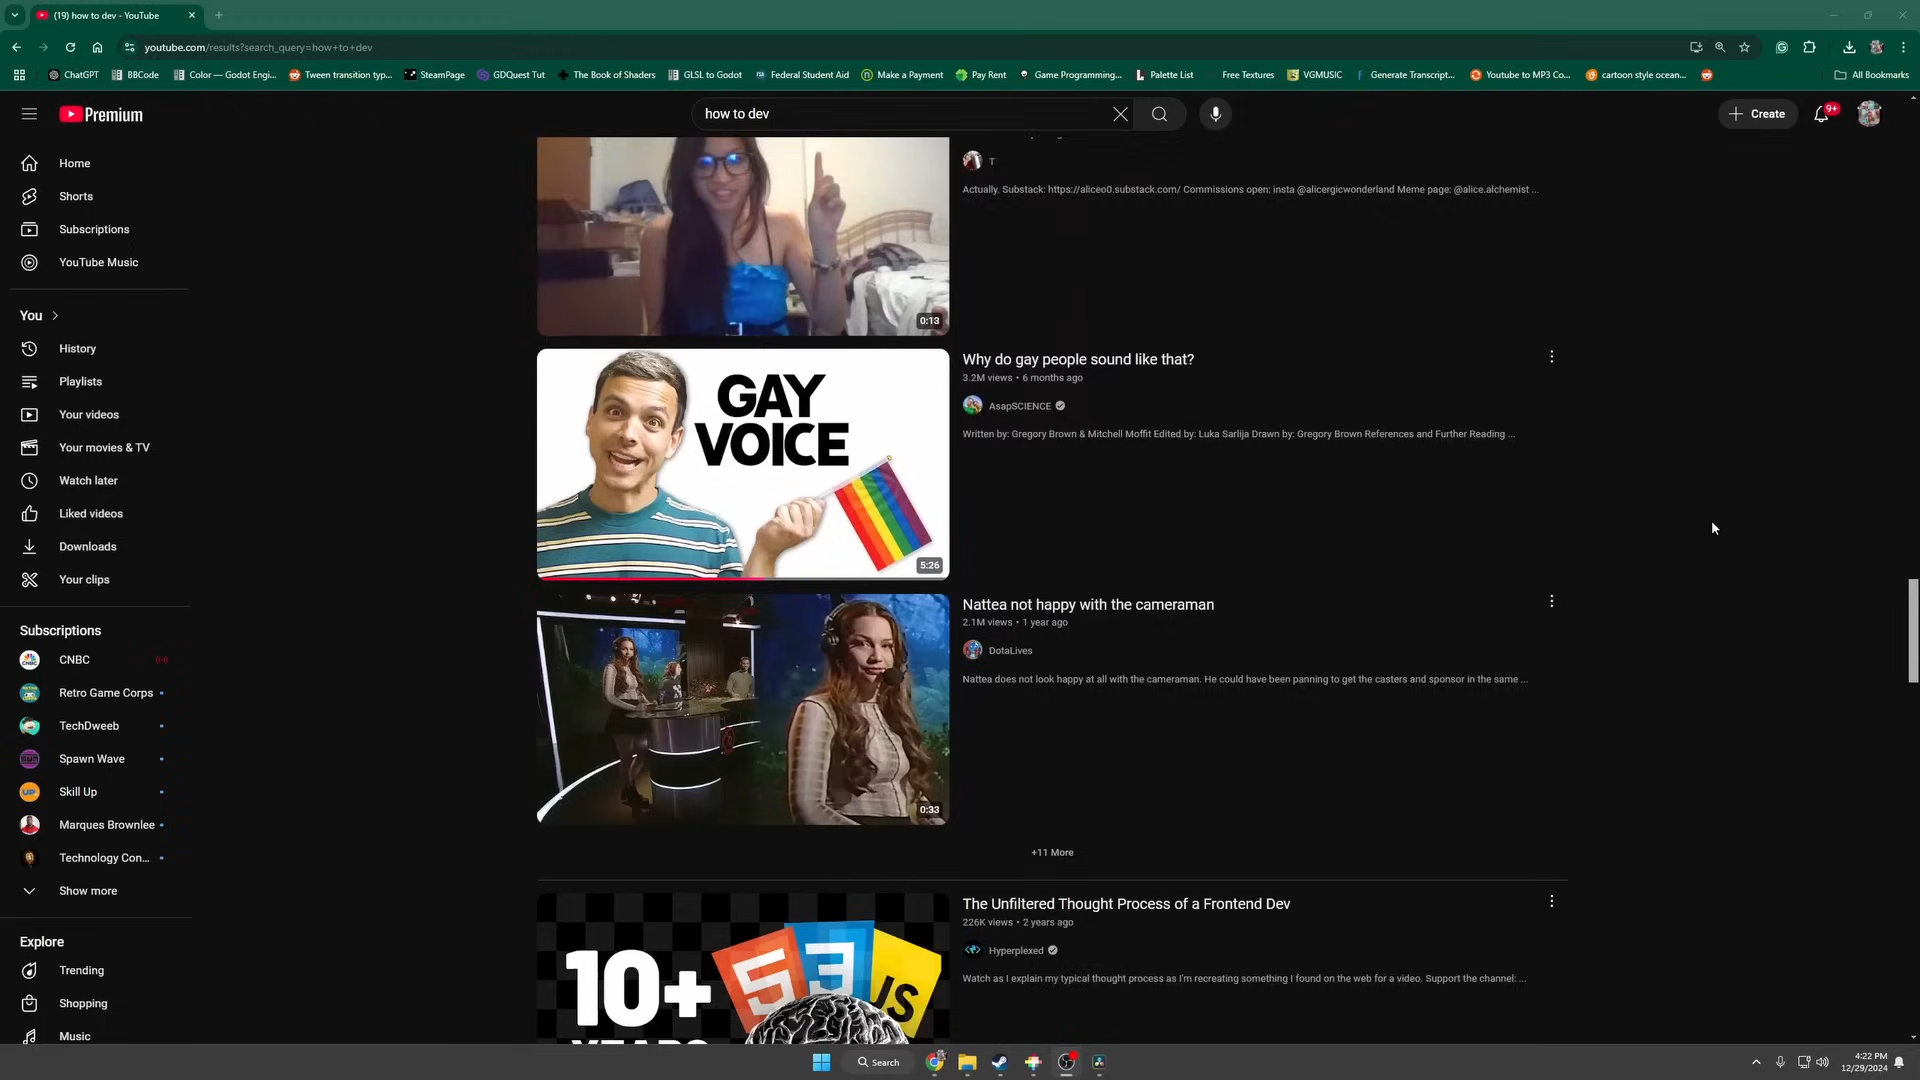 (19) how to dev - YouTube
youtube.com/results?search_query=how+to+dev
ChatGPT
BBCode
Color — Godot Engi...
Tween transition typ...
SteamPage
GDQuest Tut
The Book of Shaders
GLSL to Godot
Federal Student Aid
Make a Payment
Pay Rent
Game Programming...
Palette List
Free Textures
VGMUSIC
Generate Transcript...
Youtube to MP3 Co...
cartoon style ocean...
All Bookmarks
Premium
how to dev
Create
9+
Home
Shorts
Subscriptions
YouTube Music
You
History
Playlists
Your videos
Your movies & TV
Watch later
Liked videos
Downloads
Your clips
Subscriptions
CNBC
Retro Game Corps
TechDweeb
Spawn Wave
Skill Up
Marques Brownlee
Technology Con...
Show more
Explore
Trending
Shopping
Music
T
Actually. Substack: https://aliceo0.substack.com/ Commissions open: insta @alicergicwonderland Meme page: @alice.alchemist ...
0:13
GAY
VOICE
5:26
Why do gay people sound like that?
3.2M views • 6 months ago
AsapSCIENCE
Written by: Gregory Brown & Mitchell Moffit Edited by: Luka Sarlija Drawn by: Gregory Brown References and Further Reading ...
0:33
Nattea not happy with the cameraman
2.1M views • 1 year ago
DotaLives
Nattea does not look happy at all with the cameraman. He could have been panning to get the casters and sponsor in the same ...
+11 More
10+
YEARS
5
3
JS
The Unfiltered Thought Process of a Frontend Dev
226K views • 2 years ago
Hyperplexed
Watch as I explain my typical thought process as I'm recreating something I found on the web for a video. Support the channel: ...
Search
4:22 PM
12/29/2024